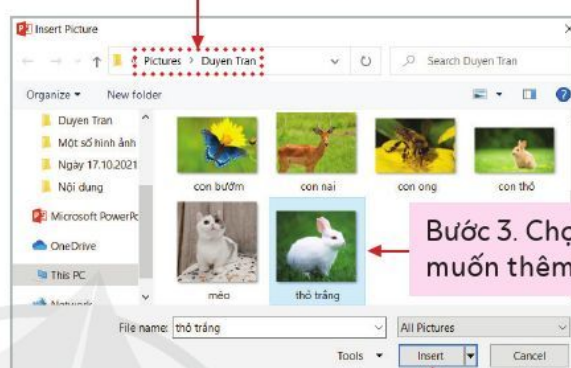 Insert Picture
Pictures > Duyen Tran
Search Duyen Tran
Organize
New folder
Duyen Tran
Một số hình ảnh
Ngày 17.10.2021
Nội dung
Microsoft PowerPo
OneDrive
This PC
Network
con bướm
con nai
con ong
con thỏ
mèo
thỏ trắng
Bước 3. Chọ
muốn thêm
File name: thỏ trắng
All Pictures
Tools
Insert
Cancel